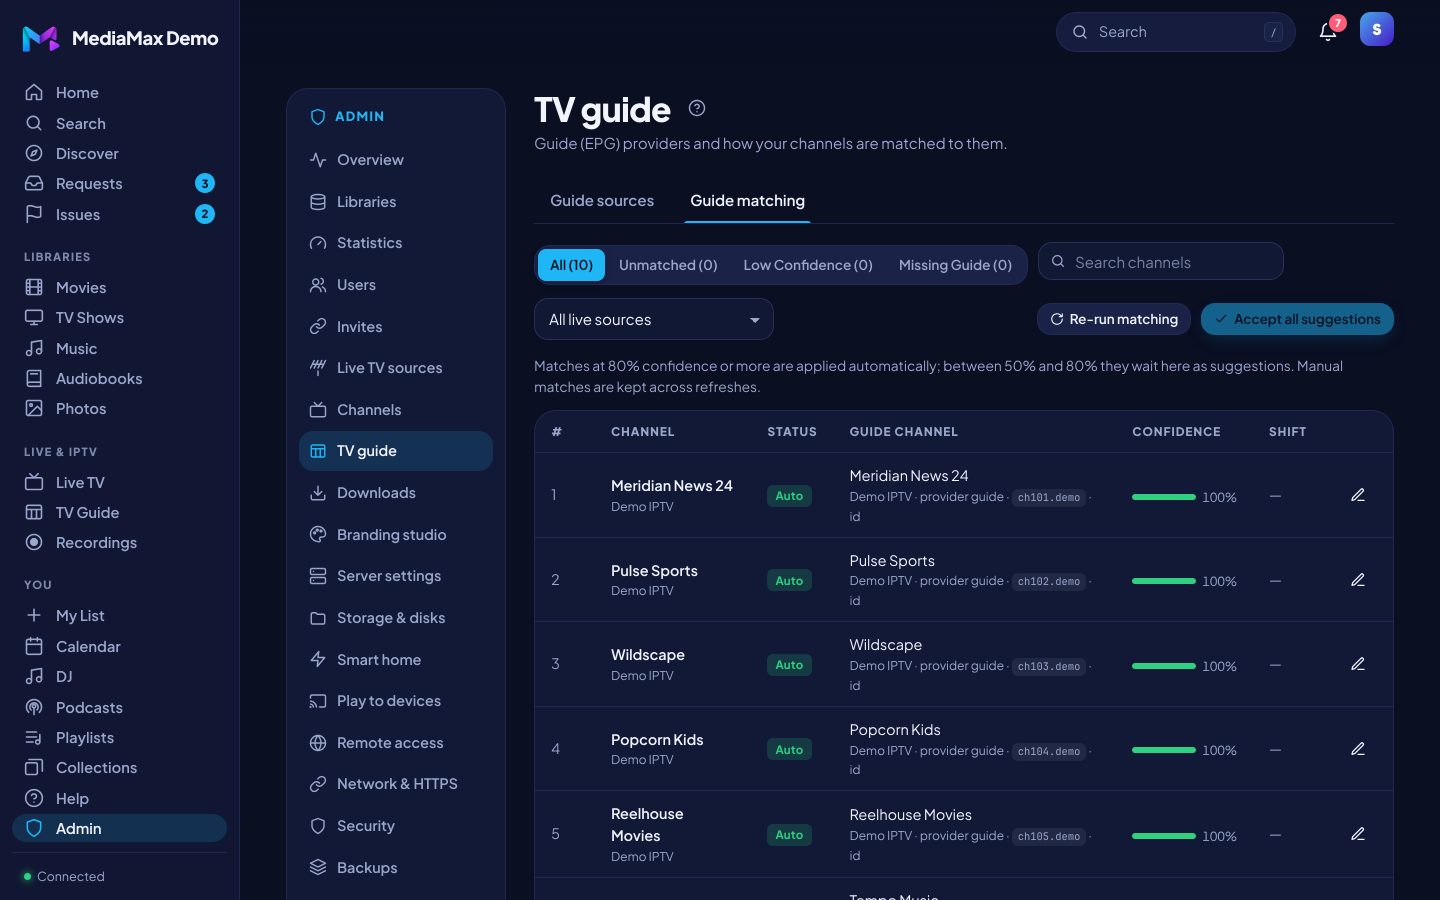 MediaMax Demo
Home
Search
Discover
Requests 3
Issues 2
LIBRARIES
Movies
TV Shows
Music
Audiobooks
Photos
LIVE & IPTV
Live TV
TV Guide
Recordings
YOU
My List
Calendar
DJ
Podcasts
Playlists
Collections
Help
Admin
Connected
Search /
7
S
ADMIN
Overview
Libraries
Statistics
Users
Invites
Live TV sources
Channels
TV guide
Downloads
Branding studio
Server settings
Storage & disks
Smart home
Play to devices
Remote access
Network & HTTPS
Security
Backups
TV guide
Guide (EPG) providers and how your channels are matched to them.
Guide sources Guide matching
All (10) Unmatched (0) Low Confidence (0) Missing Guide (0) Search channels
All live sources Re-run matching Accept all suggestions
Matches at 80% confidence or more are applied automatically; between 50% and 80% they wait here as suggestions. Manual
matches are kept across refreshes.
# CHANNEL STATUS GUIDE CHANNEL CONFIDENCE SHIFT
1 Meridian News 24 Demo IPTV Auto Meridian News 24
Demo IPTV · provider guide · ch101.demo ·
id
100% —
2 Pulse Sports Demo IPTV Auto Pulse Sports
Demo IPTV · provider guide · ch102.demo ·
id
100% —
3 Wildscape Demo IPTV Auto Wildscape
Demo IPTV · provider guide · ch103.demo ·
id
100% —
4 Popcorn Kids Demo IPTV Auto Popcorn Kids
Demo IPTV · provider guide · ch104.demo ·
id
100% —
5 Reelhouse Movies Demo IPTV Auto Reelhouse Movies
Demo IPTV · provider guide · ch105.demo ·
id
100% —